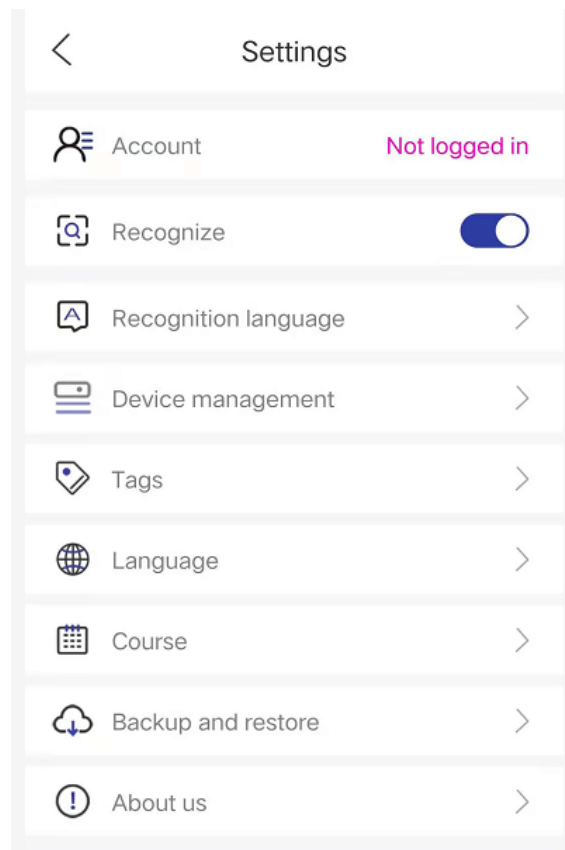 Settings
Account Not logged in
Recognize
Recognition language
Device management
Tags
Language
Course
Backup and restore
About us